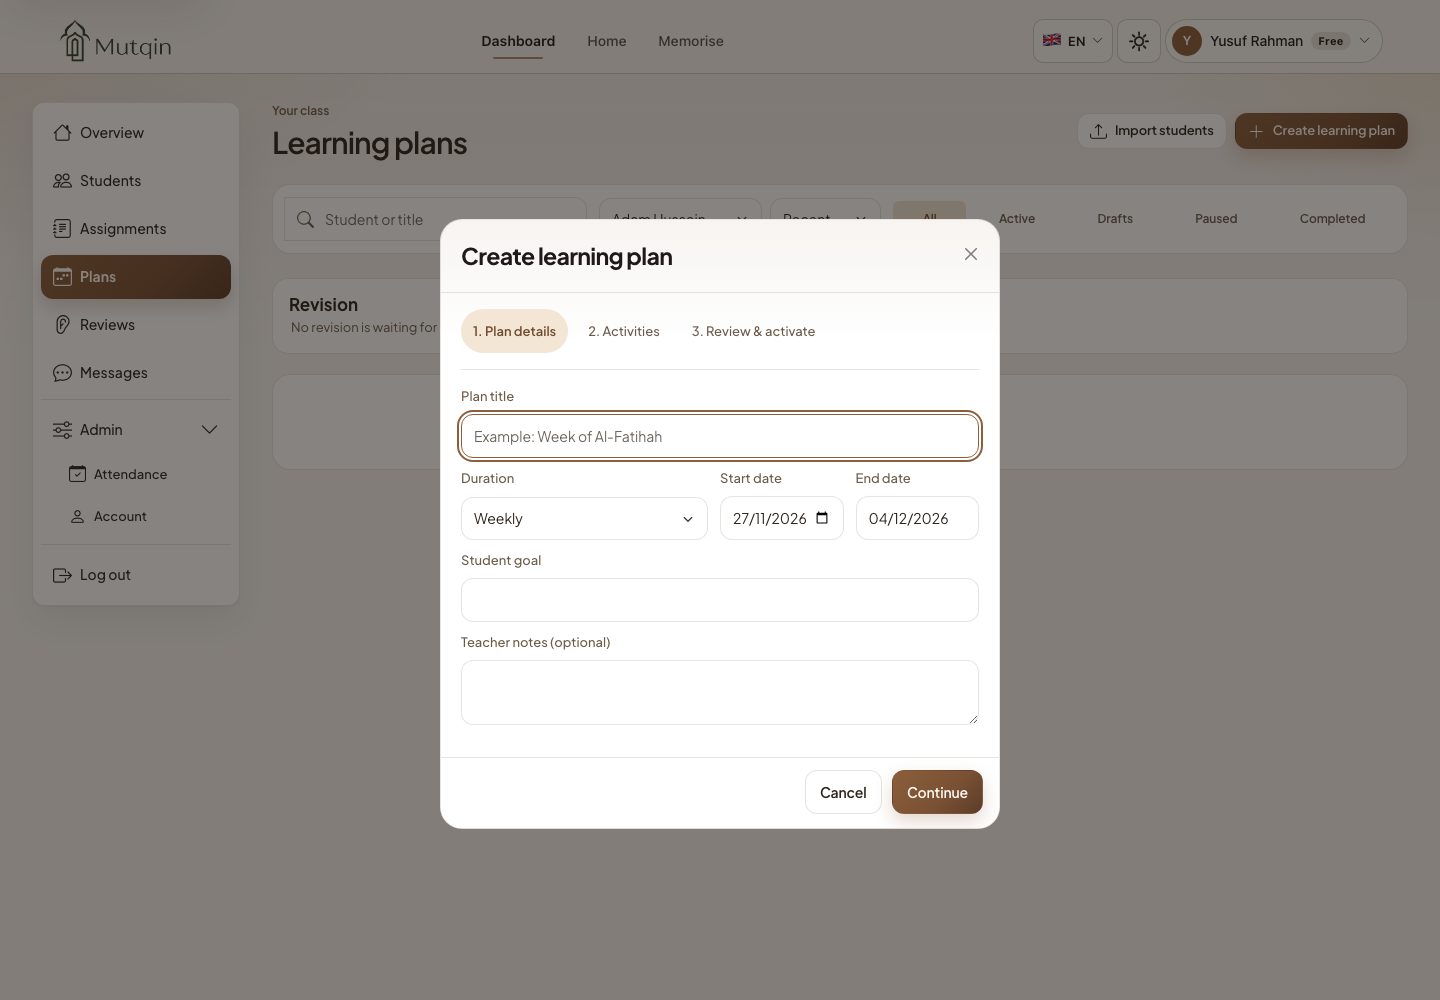 Mutqin
Dashboard
Home
Memorise
EN
Y
Yusuf Rahman
Free
Overview
Students
Assignments
Plans
Reviews
Messages
Admin
Attendance
Account
Log out
Your class
Learning plans
Import students
Create learning plan
Student or title
Adam Hussein
Recent
All
Active
Drafts
Paused
Completed
Revision
No revision is waiting for
Create learning plan
1. Plan details
2. Activities
3. Review & activate
Plan title
Example: Week of Al-Fatihah
Duration
Start date
End date
Weekly
27/11/2026
04/12/2026
Student goal
Teacher notes (optional)
Cancel
Continue